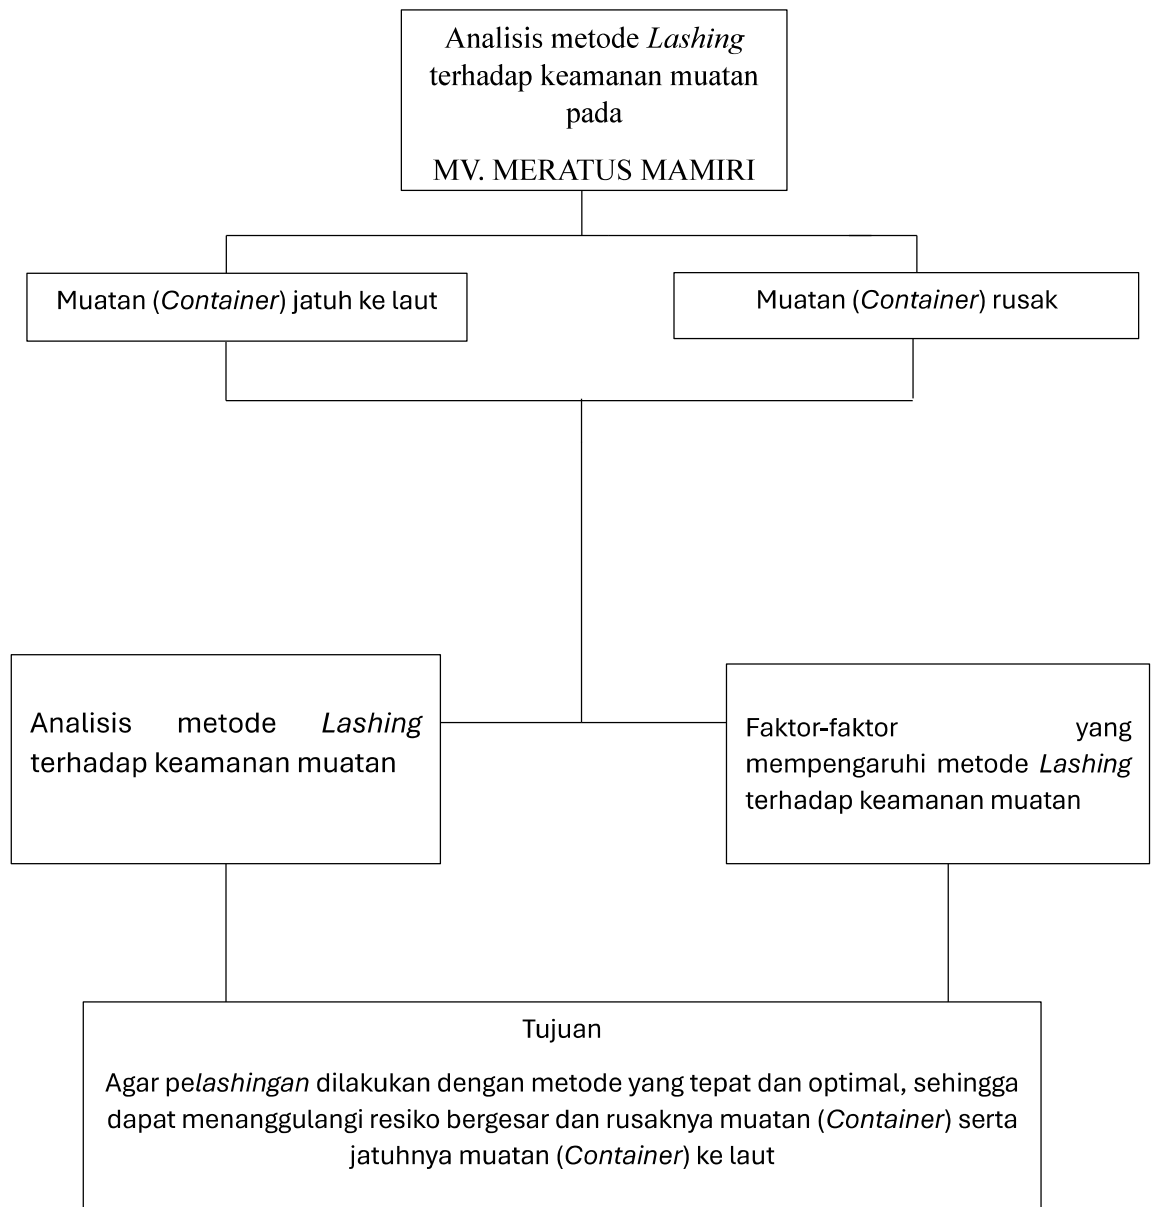 Analisis metode Lashing
terhadap keamanan muatan
pada
MV. MERATUS MAMIRI
Muatan (Container) jatuh ke laut
Muatan (Container) rusak
Analisis metode Lashing
terhadap keamanan muatan
Faktor-faktor yang
mempengaruhi metode Lashing
terhadap keamanan muatan
Tujuan
Agar pelashingan dilakukan dengan metode yang tepat dan optimal, sehingga
dapat menanggulangi resiko bergesar dan rusaknya muatan (Container) serta
jatuhnya muatan (Container) ke laut